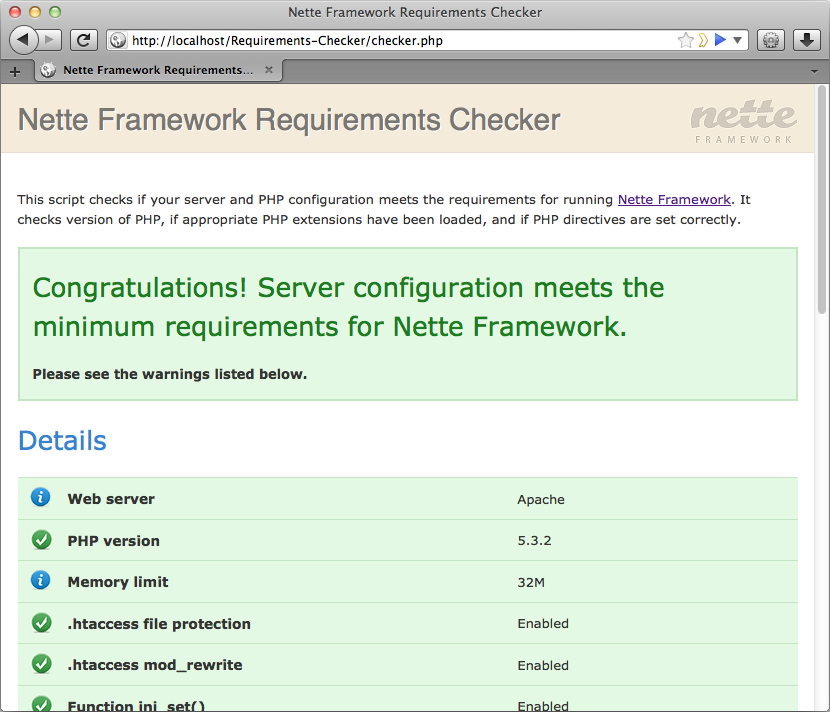 Nette Framework Requirements Checker
http://localhost/Requirements-Checker/checker.php
Nette Framework Requirements...
Nette Framework Requirements Checker
nette
FRAMEWORK
This script checks if your server and PHP configuration meets the requirements for running Nette Framework. It
checks version of PHP, if appropriate PHP extensions have been loaded, and if PHP directives are set correctly.
Congratulations! Server configuration meets the
minimum requirements for Nette Framework.
Please see the warnings listed below.
Details
Web server Apache
PHP version 5.3.2
Memory limit 32M
.htaccess file protection Enabled
.htaccess mod_rewrite Enabled
Function ini_set() Enabled